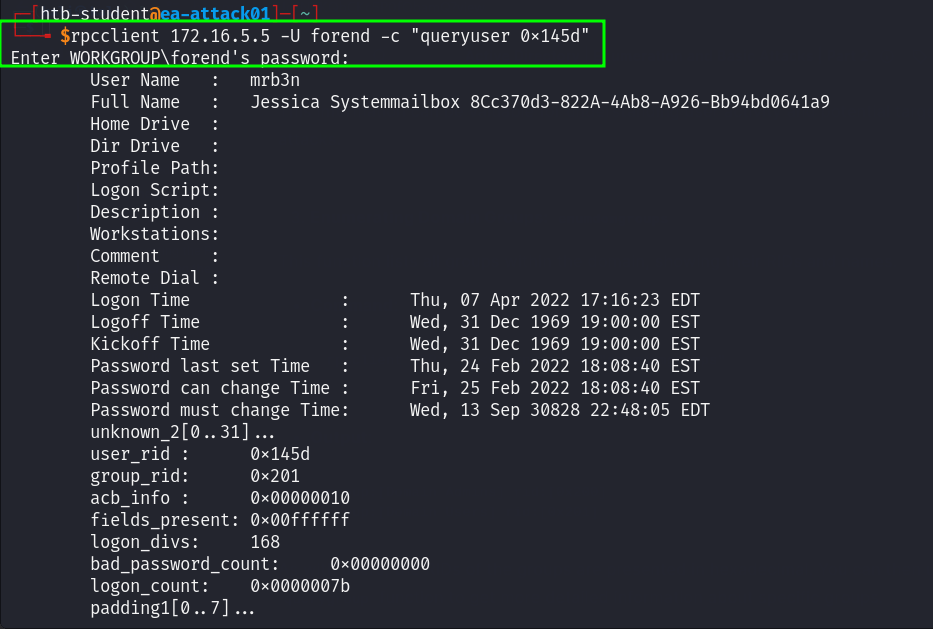 ┌─[htb-student@ea-attack01]─[~]
└──╼ $rpcclient 172.16.5.5 -U forend -c "queryuser 0×145d"
Enter WORKGROUP\forend's password:
User Name   :   mrb3n
Full Name   :   Jessica Systemmailbox 8Cc370d3-822A-4Ab8-A926-Bb94bd0641a9
Home Drive  :
Dir Drive   :
Profile Path:
Logon Script:
Description :
Workstations:
Comment     :
Remote Dial :
Logon Time               :      Thu, 07 Apr 2022 17:16:23 EDT
Logoff Time              :      Wed, 31 Dec 1969 19:00:00 EST
Kickoff Time             :      Wed, 31 Dec 1969 19:00:00 EST
Password last set Time   :      Thu, 24 Feb 2022 18:08:40 EST
Password can change Time :      Fri, 25 Feb 2022 18:08:40 EST
Password must change Time:      Wed, 13 Sep 30828 22:48:05 EDT
unknown_2[0..31]...
user_rid :      0×145d
group_rid:      0×201
acb_info :      0×00000010
fields_present: 0×00ffffff
logon_divs:     168
bad_password_count:     0×00000000
logon_count:    0×0000007b
padding1[0..7]...